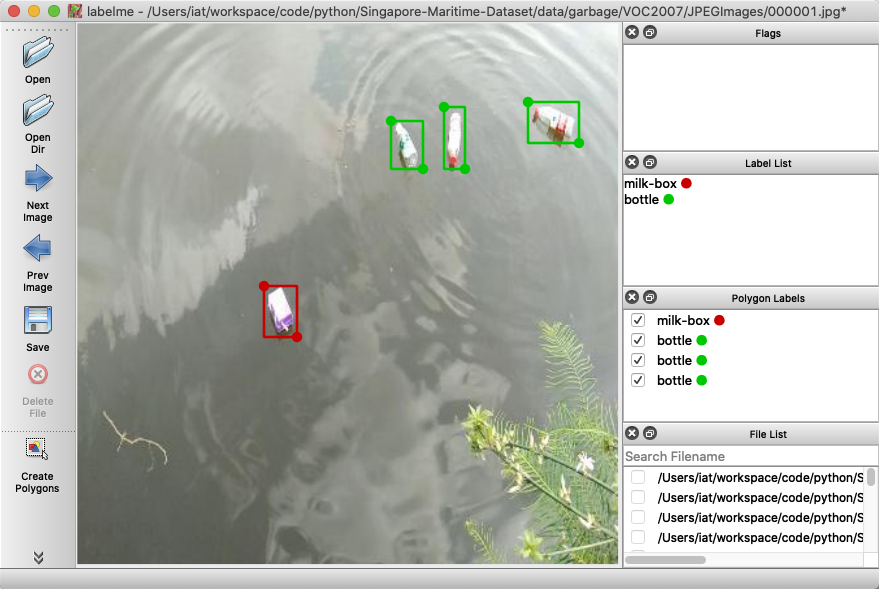 labelme - /Users/iat/workspace/code/python/Singapore-Maritime-Dataset/data/garbage/VOC2007/JPEGImages/000001.jpg*
Open
Open
Dir
Next
Image
Prev
Image
Save
Delete
File
Create
Polygons
Flags
Label List
milk-box
bottle
Polygon Labels
milk-box
bottle
bottle
bottle
File List
Search Filename
/Users/iat/workspace/code/python/S
/Users/iat/workspace/code/python/S
/Users/iat/workspace/code/python/S
/Users/iat/workspace/code/python/S